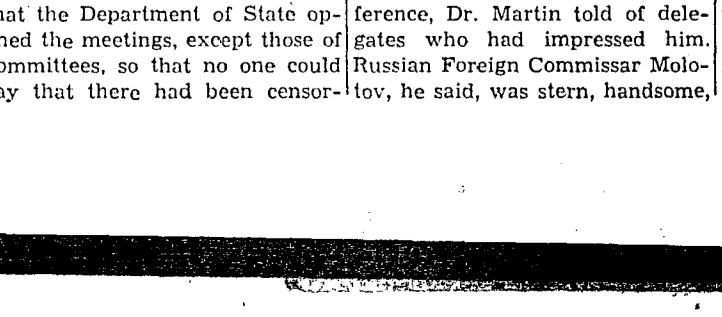 hat the Department of State op-
ned the meetings, except those of
ommittees, so that no one could
ay that there had been censor-
ference, Dr. Martin told of dele-
gates who had impressed him.
Russian Foreign Commissar Molo-
tov, he said, was stern, handsome,